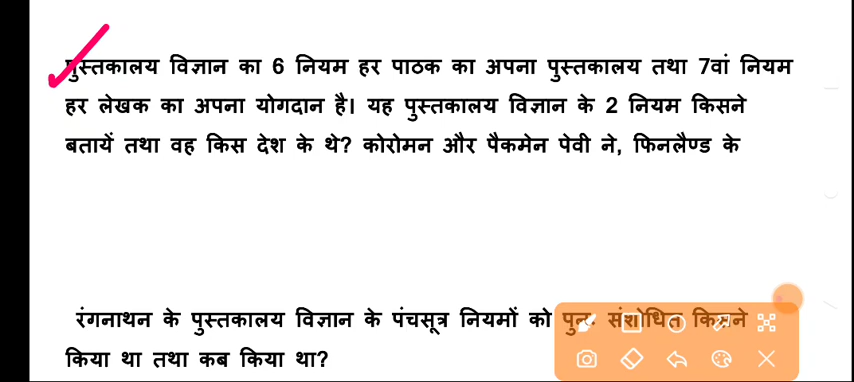 पुस्तकालय विज्ञान का 6 नियम हर पाठक का अपना पुस्तकालय तथा 7वां नियम
हर लेखक का अपना योगदान है। यह पुस्तकालय विज्ञान के 2 नियम किसने
बतायें तथा वह किस देश के थे? कोरोमन और पैकमेन पेवी ने, फिनलैण्ड के
रंगनाथन के पुस्तकालय विज्ञान के पंचसूत्र नियमों को पुनः संशोधित किसने
किया था तथा कब किया था?